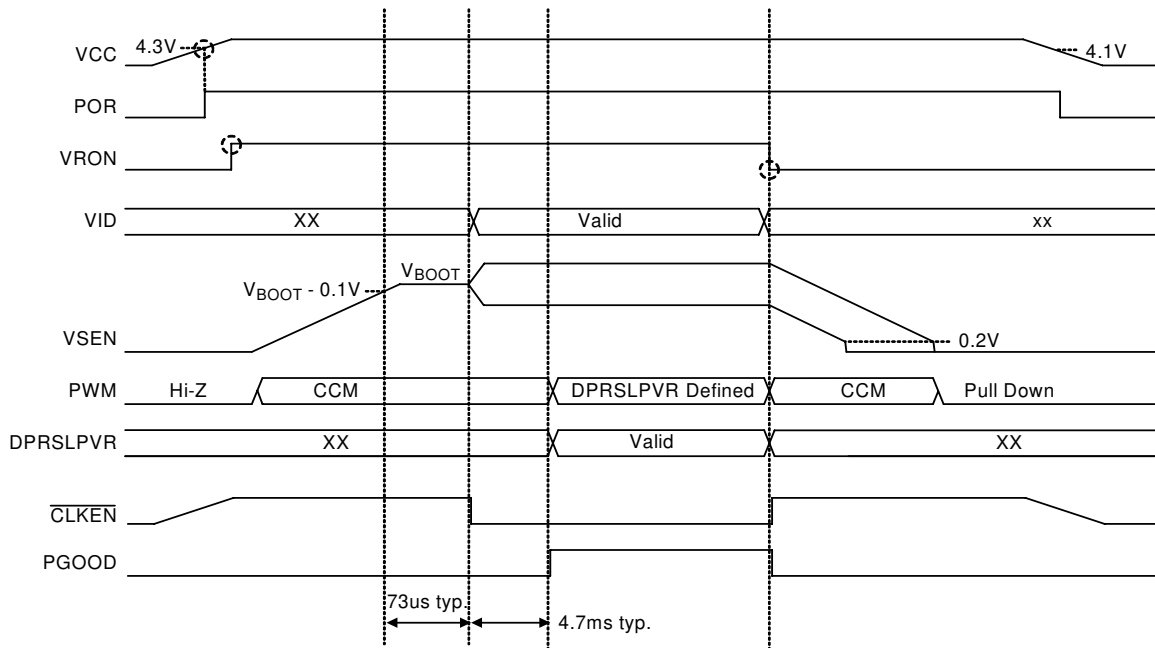 VCC 4.3V 4.1V
POR
VRON
VID XX Valid xx
VBOOT
VBOOT - 0.1V
VSEN 0.2V
PWM Hi-Z CCM DPRSLPVR Defined CCM Pull Down
DPRSLPVR XX Valid XX
CLKEN
PGOOD
73us typ.
4.7ms typ.